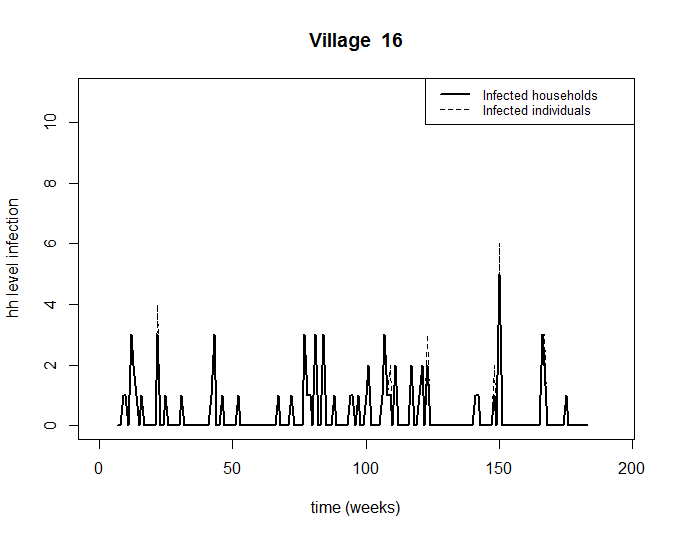 Village  16
Infected households
Infected individuals
hh level infection
10
8
6
4
2
0
0 50 100 150 200
time (weeks)